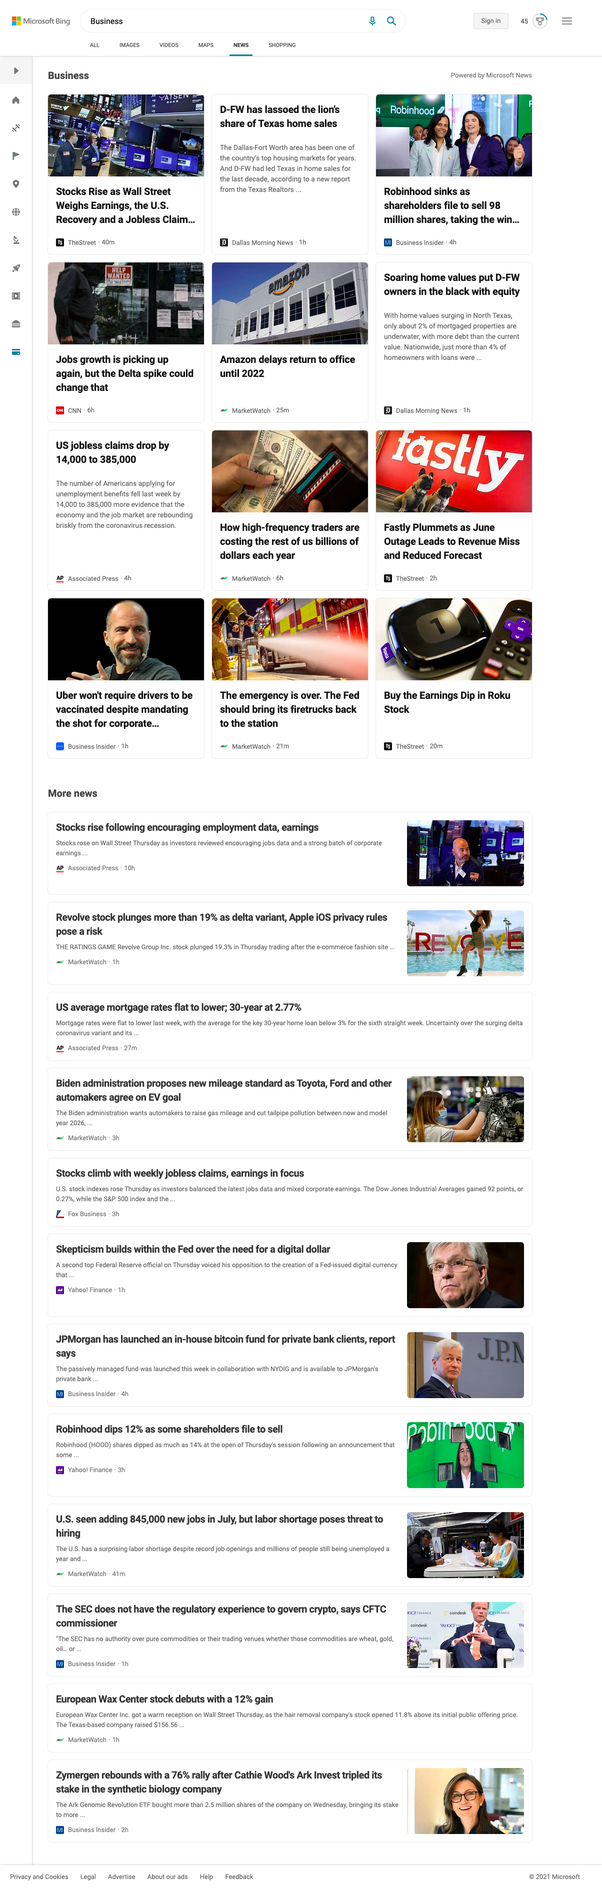 Microsoft Bing
Business
Sign in
45
ALL IMAGES VIDEOS MAPS NEWS SHOPPING
Business
Powered by Microsoft News
Stocks Rise as Wall Street
Weighs Earnings, the U.S.
Recovery and a Jobless Claim...
TheStreet · 40m
D-FW has lassoed the lion's
share of Texas home sales
The Dallas-Fort Worth area has been one of
the country's top housing markets for years.
And D-FW had led Texas in home sales for
the last decade, according to a new report
from the Texas Realtors ...
Dallas Morning News · 1h
Robinhood
Robinhood sinks as
shareholders file to sell 98
million shares, taking the win...
Business Insider · 4h
HELP
WANTED
Jobs growth is picking up
again, but the Delta spike could
change that
CNN · 6h
amazon
Amazon delays return to office
until 2022
MarketWatch · 25m
Soaring home values put D-FW
owners in the black with equity
With home values surging in North Texas,
only about 2% of mortgaged properties are
underwater, with more debt than the current
value. Nationwide, just more than 4% of
homeowners with loans were ...
Dallas Morning News · 1h
US jobless claims drop by
14,000 to 385,000
The number of Americans applying for
unemployment benefits fell last week by
14,000 to 385,000 more evidence that the
economy and the job market are rebounding
briskly from the coronavirus recession.
AP Associated Press · 4h
How high-frequency traders are
costing the rest of us billions of
dollars each year
MarketWatch · 6h
fastly
Fastly Plummets as June
Outage Leads to Revenue Miss
and Reduced Forecast
TheStreet · 2h
Uber won't require drivers to be
vaccinated despite mandating
the shot for corporate...
Business Insider · 1h
The emergency is over. The Fed
should bring its firetrucks back
to the station
MarketWatch · 21m
1
Buy the Earnings Dip in Roku
Stock
TheStreet · 20m
More news
Stocks rise following encouraging employment data, earnings
Stocks rose on Wall Street Thursday as investors reviewed encouraging jobs data and a strong batch of corporate
earnings ...
AP Associated Press · 10h
Revolve stock plunges more than 19% as delta variant, Apple iOS privacy rules
pose a risk
THE RATINGS GAME Revolve Group Inc. stock plunged 19.3% in Thursday trading after the e-commerce fashion site ...
MarketWatch · 1h
REVOLVE
US average mortgage rates flat to lower; 30-year at 2.77%
Mortgage rates were flat to lower last week, with the average for the key 30-year home loan below 3% for the sixth straight week. Uncertainty over the surging delta
coronavirus variant and its ...
AP Associated Press · 27m
Biden administration proposes new mileage standard as Toyota, Ford and other
automakers agree on EV goal
The Biden administration wants automakers to raise gas mileage and cut tailpipe pollution between now and model
year 2026, ...
MarketWatch · 3h
Stocks climb with weekly jobless claims, earnings in focus
U.S. stock indexes rose Thursday as investors balanced the latest jobs data and mixed corporate earnings. The Dow Jones Industrial Averages gained 92 points, or
0.27%, while the S&P 500 index and the ...
Fox Business · 3h
Skepticism builds within the Fed over the need for a digital dollar
A second top Federal Reserve official on Thursday voiced his opposition to the creation of a Fed-issued digital currency
that ...
Yahoo! Finance · 1h
JPMorgan has launched an in-house bitcoin fund for private bank clients, report
says
The passively managed fund was launched this week in collaboration with NYDIG and is available to JPMorgan's
private bank ...
Business Insider · 4h
J.P.M
Robinhood dips 12% as some shareholders file to sell
Robinhood (HOOD) shares dipped as much as 14% at the open of Thursday's session following an announcement that
some ...
Yahoo! Finance · 3h
Robinhood
U.S. seen adding 845,000 new jobs in July, but labor shortage poses threat to
hiring
The U.S. has a surprising labor shortage despite record job openings and millions of people still being unemployed a
year and ...
MarketWatch · 41m
The SEC does not have the regulatory experience to govern crypto, says CFTC
commissioner
"The SEC has no authority over pure commodities or their trading venues whether those commodities are wheat, gold,
oil... or ...
Business Insider · 1h
coindesk
European Wax Center stock debuts with a 12% gain
European Wax Center Inc. got a warm reception on Wall Street Thursday, as the hair removal company's stock opened 11.8% above its initial public offering price.
The Texas-based company raised $156.56 ...
MarketWatch · 1h
Zymergen rebounds with a 76% rally after Cathie Wood's Ark Invest tripled its
stake in the synthetic biology company
The Ark Genomic Revolution ETF bought more than 2.5 million shares of the company on Wednesday, bringing its stake
to more ...
Business Insider · 2h
Privacy and Cookies Legal Advertise About our ads Help Feedback
© 2021 Microsoft